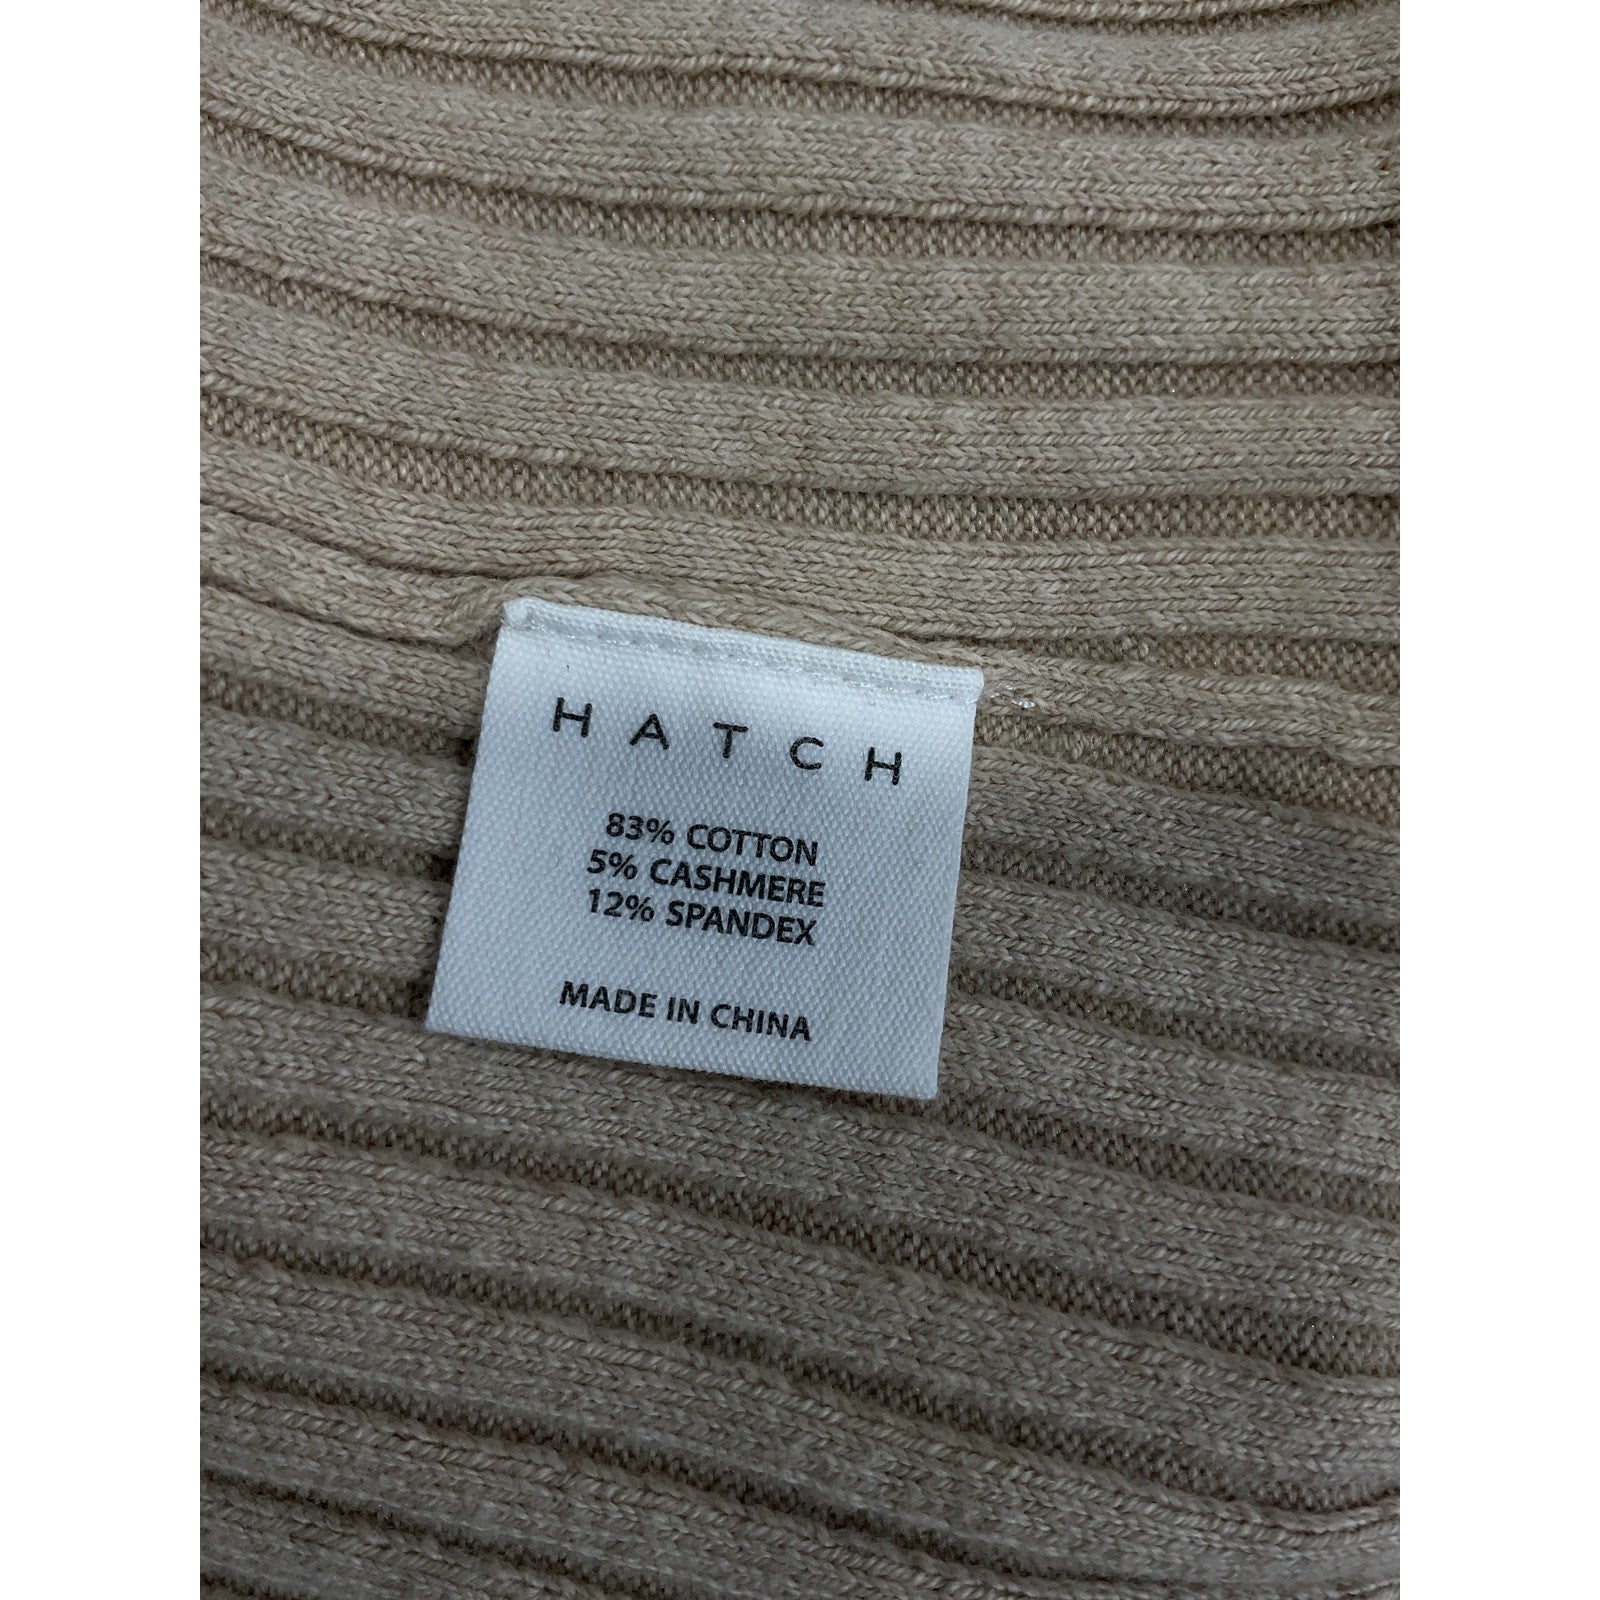 HATCH
83% COTTON
5% CASHMERE
12% SPANDEX
MADE IN CHINA